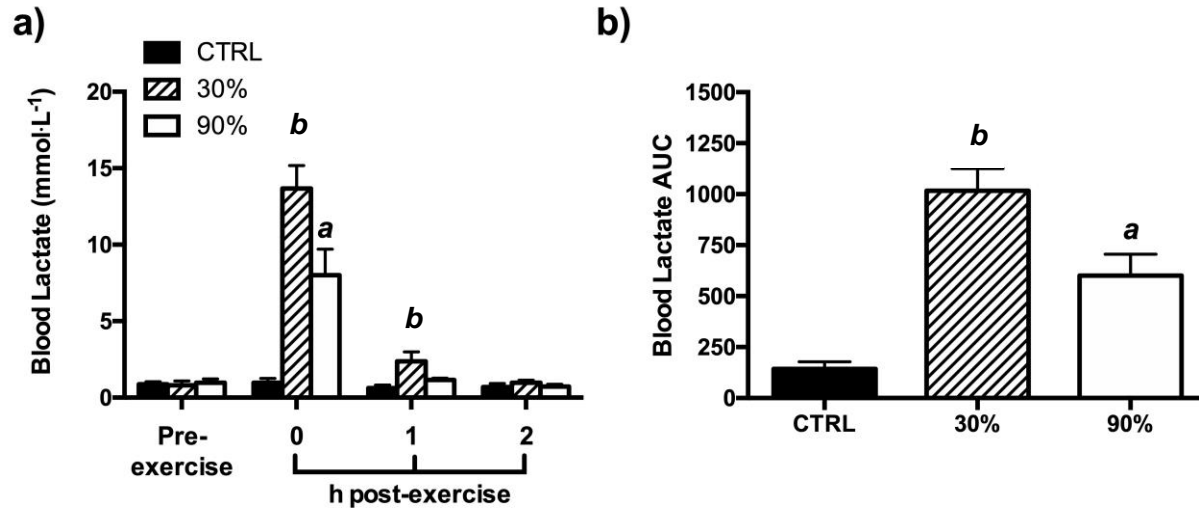 a)
CTRL
30%
90%
Blood Lactate (mmol·L⁻¹)
20
15
10
5
0
b
a
b
Pre-
exercise
0
1
2
h post-exercise
b)
Blood Lactate AUC
1500
1250
1000
750
500
250
0
b
a
CTRL
30%
90%